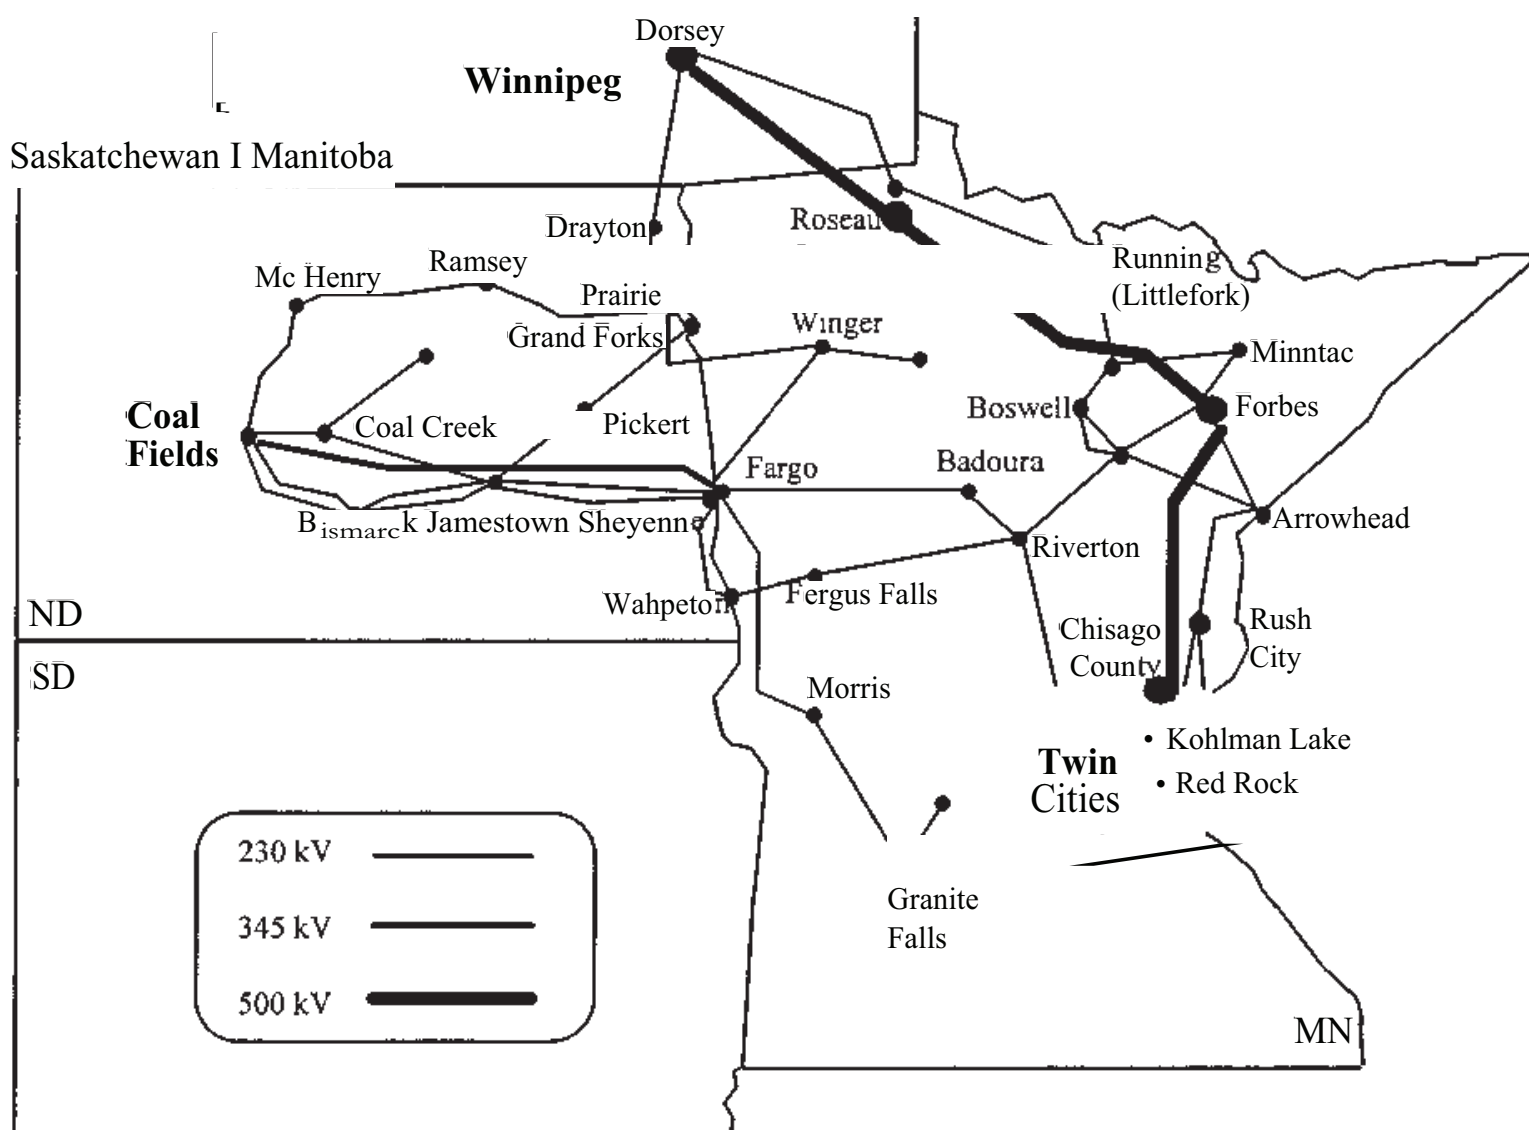 Dorsey
Winnipeg
Saskatchewan I Manitoba
Drayton
Roseau
Running
(Littlefork)
Mc Henry
Ramsey
Prairie
Grand Forks
Winger
Minntac
Coal
Fields
Coal Creek
Pickert
Boswell
Forbes
Fargo
Badoura
Bismarck Jamestown Sheyenna
Arrowhead
Riverton
Wahpeton
Fergus Falls
ND
SD
Chisago
County
Rush
City
Morris
• Kohlman Lake
Twin
Cities
• Red Rock
230 kV
345 kV
500 kV
Granite
Falls
MN